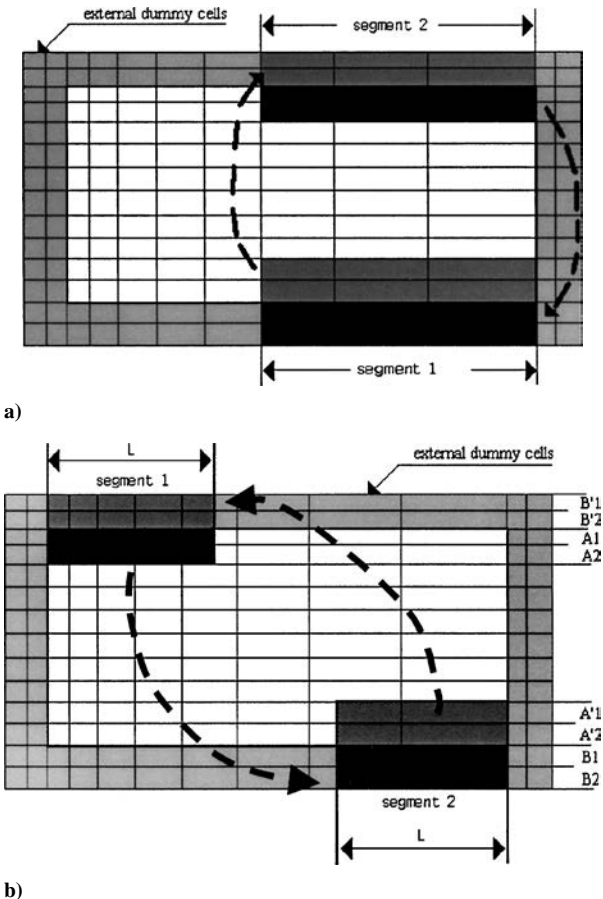 external dummy cells
segment 2
segment 1
a)
L
segment 1
external dummy cells
B'1
B'2
A1
A2
A'1
A'2
B1
B2
segment 2
L
b)